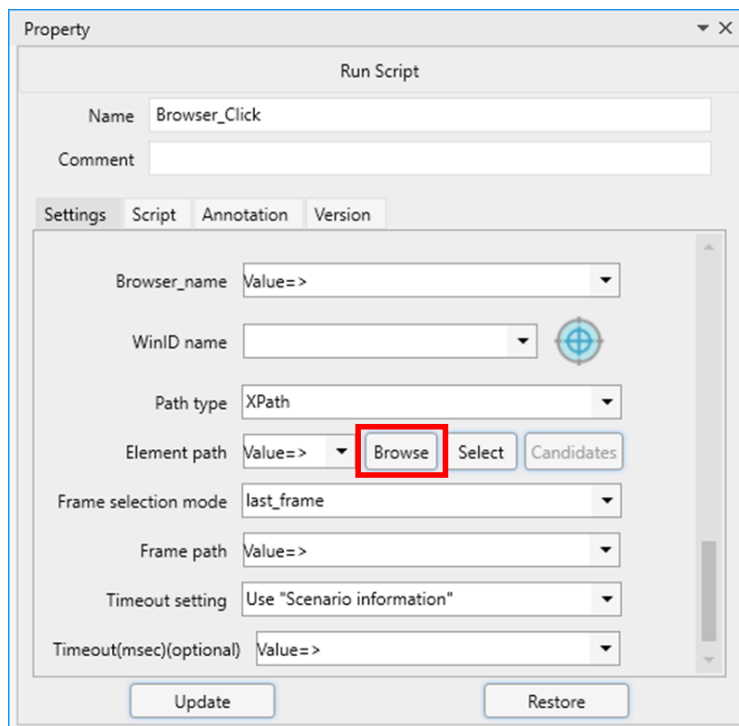 Property
Run Script
Name Browser_Click
Comment
Settings Script Annotation Version
Browser_name Value=>
WinID name
Path type XPath
Element path Value=> Browse Select Candidates
Frame selection mode last_frame
Frame path Value=>
Timeout setting Use "Scenario information"
Timeout(msec)(optional) Value=>
Update Restore